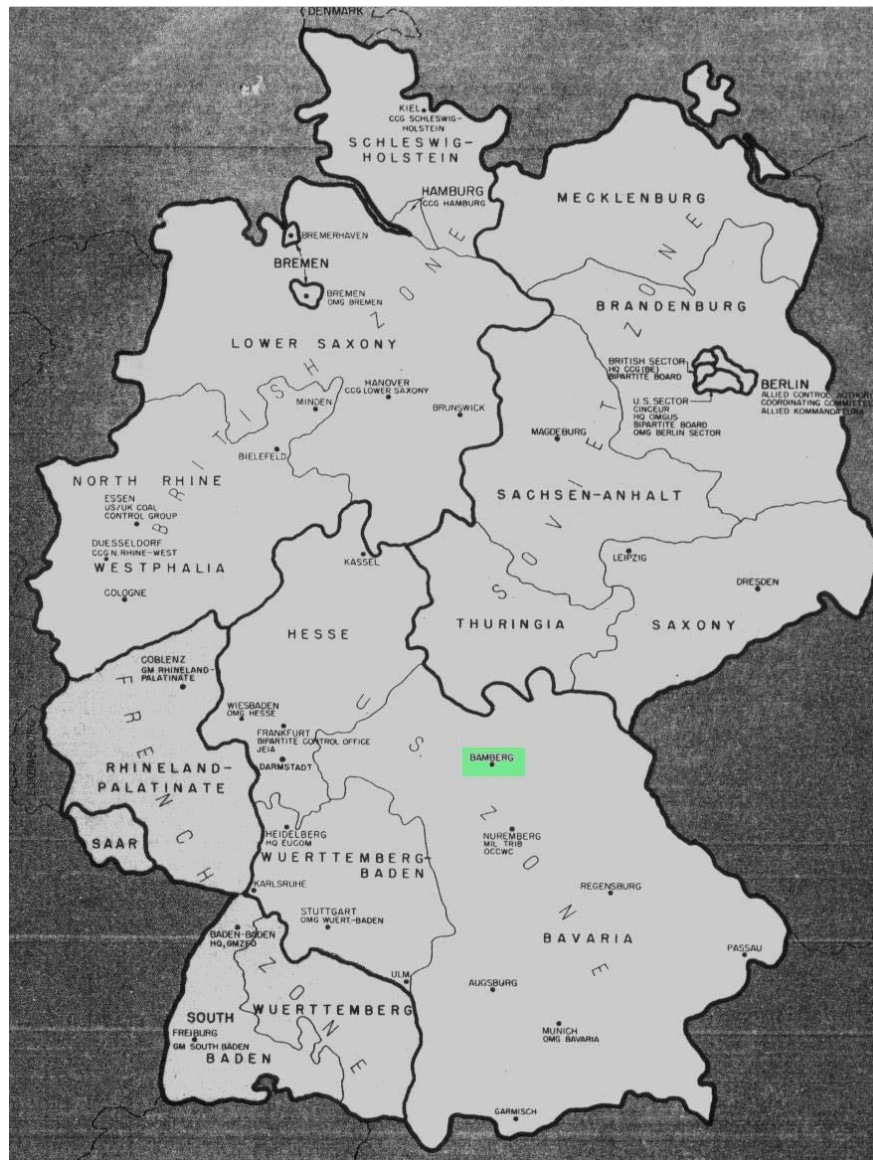 DENMARK
KIEL
CCG SCHLESWIG-
HOLSTEIN
SCHLESWIG-
HOLSTEIN
HAMBURG
CCG HAMBURG
MECKLENBURG
BREMERHAVEN
BREMEN
BREMEN
OMG BREMEN
BRANDENBURG
LOWER SAXONY
BRITISH ZONE
BRITISH SECTOR
HQ CCG (BE)
BIPARTITE BOARD
BERLIN
ALLIED CONTROL AUTHORI
COORDINATING COMMITTEE
ALLIED KOMMANDATURA
U.S. SECTOR
CINCEUR
HQ OMGUS
BIPARTITE BOARD
OMG BERLIN SECTOR
HANOVER
CCG LOWER SAXONY
MINDEN
BRUNSWICK
MAGDEBURG
BIELEFELD
SOVIET ZONE
NORTH RHINE
ESSEN
US/UK COAL
CONTROL GROUP
SACHSEN-ANHALT
DUESSELDORF
CCG N. RHINE-WEST
WESTPHALIA
KASSEL
LEIPZIG
DRESDEN
COLOGNE
HESSE
THURINGIA
SAXONY
COBLENZ
GM RHINELAND-
PALATINATE
WIESBADEN
OMG HESSE
FRANKFURT
BIPARTITE CONTROL OFFICE
JEIA
DARMSTADT
U S ZONE
BAMBERG
FRENCH ZONE
RHINELAND-
PALATINATE
SAAR
HEIDELBERG
HQ EUCOM
WUERTTEMBERG-
BADEN
NUREMBERG
MIL TRIB
OCCWC
KARLSRUHE
REGENSBURG
STUTTGART
OMG WUERT.-BADEN
BADEN-BADEN
HQ, GMZFO
BAVARIA
PASSAU
ULM
AUGSBURG
WUERTTEMBERG
SOUTH
FREIBURG
GM SOUTH BADEN
BADEN
MUNICH
OMG BAVARIA
GARMISCH